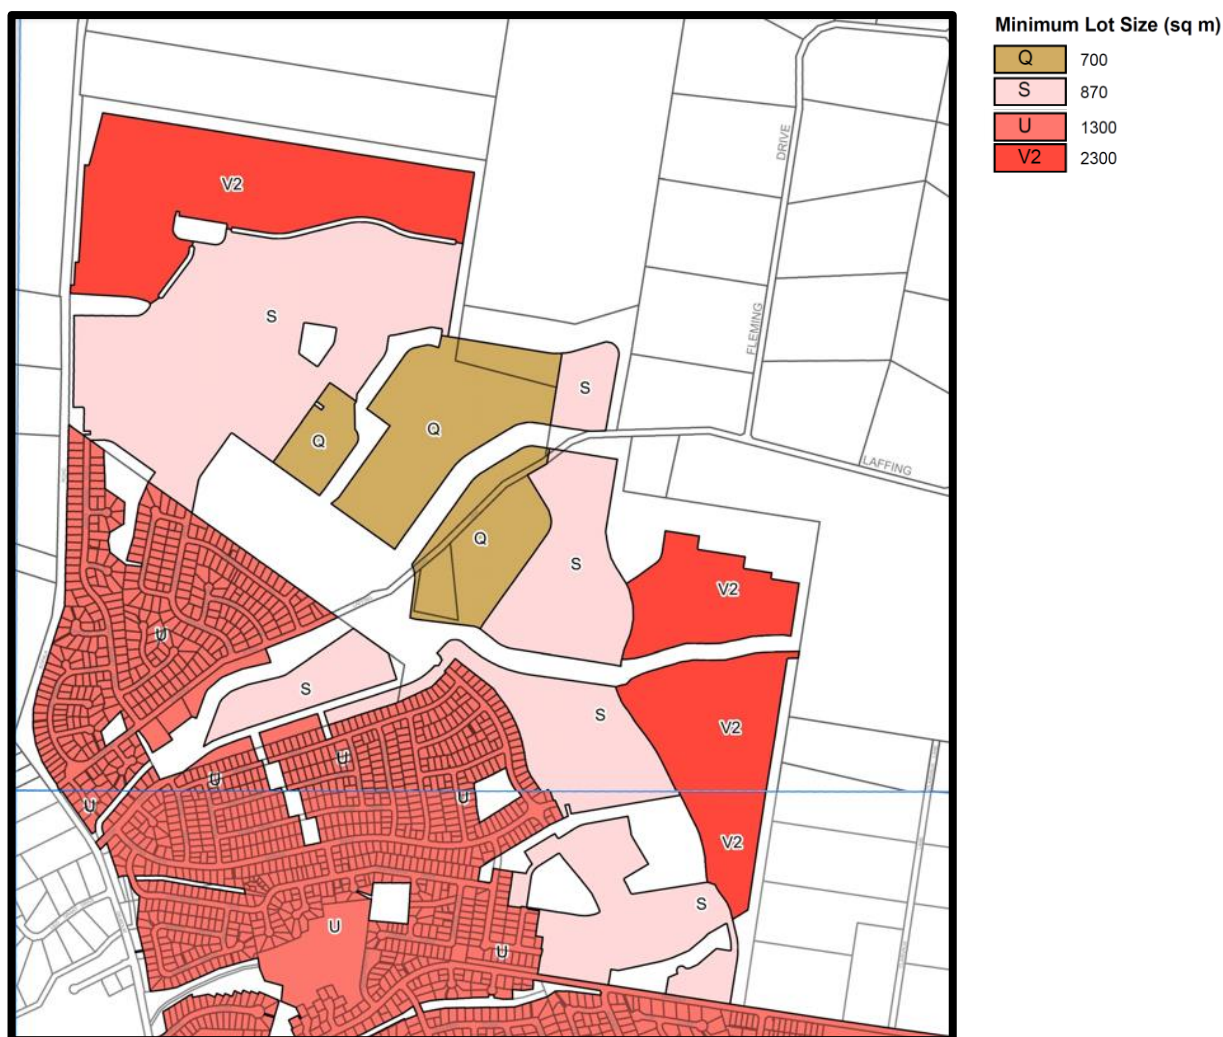 Minimum Lot Size (sq m)
Q 700
S 870
U 1300
V2 2300
DRIVE
V2
S
FLEMING
S
Q
Q
LAFFING
Q
S
V2
U
S
S
V2
U
U
U
U
V2
S
U
U